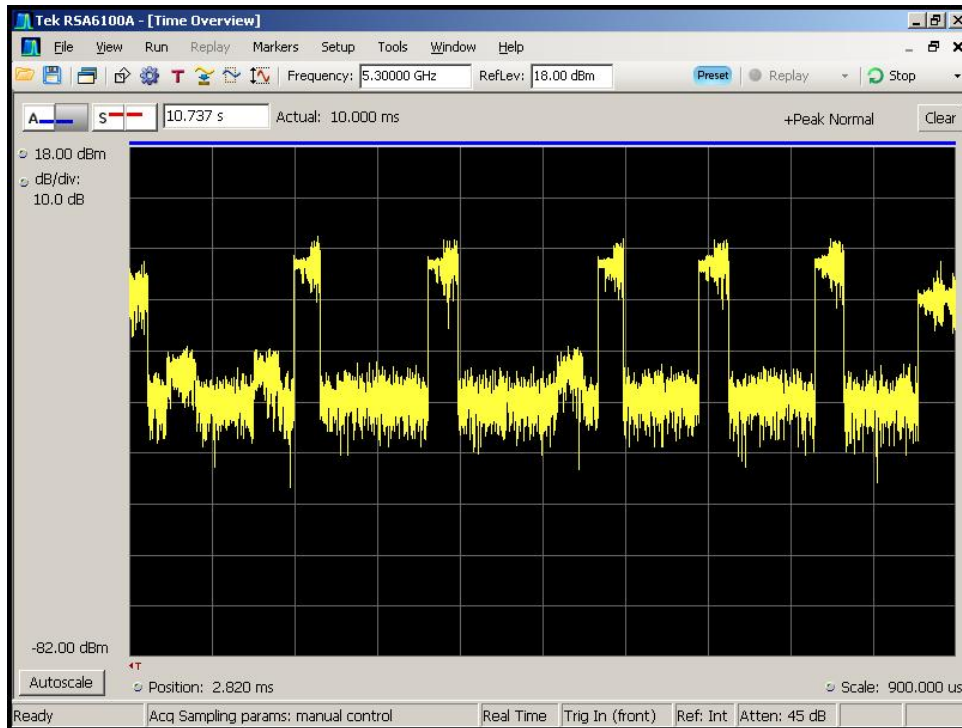 Tek RSA6100A - [Time Overview]
File View Run Replay Markers Setup Tools Window Help
T Frequency: 5.30000 GHz RefLev: 18.00 dBm Preset Replay Stop
A S 10.737 s Actual: 10.000 ms +Peak Normal Clear
18.00 dBm
dB/div:
10.0 dB
-82.00 dBm
T
Autoscale Position: 2.820 ms Scale: 900.000 us
Ready Acq Sampling params: manual control Real Time Trig In (front) Ref: Int Atten: 45 dB